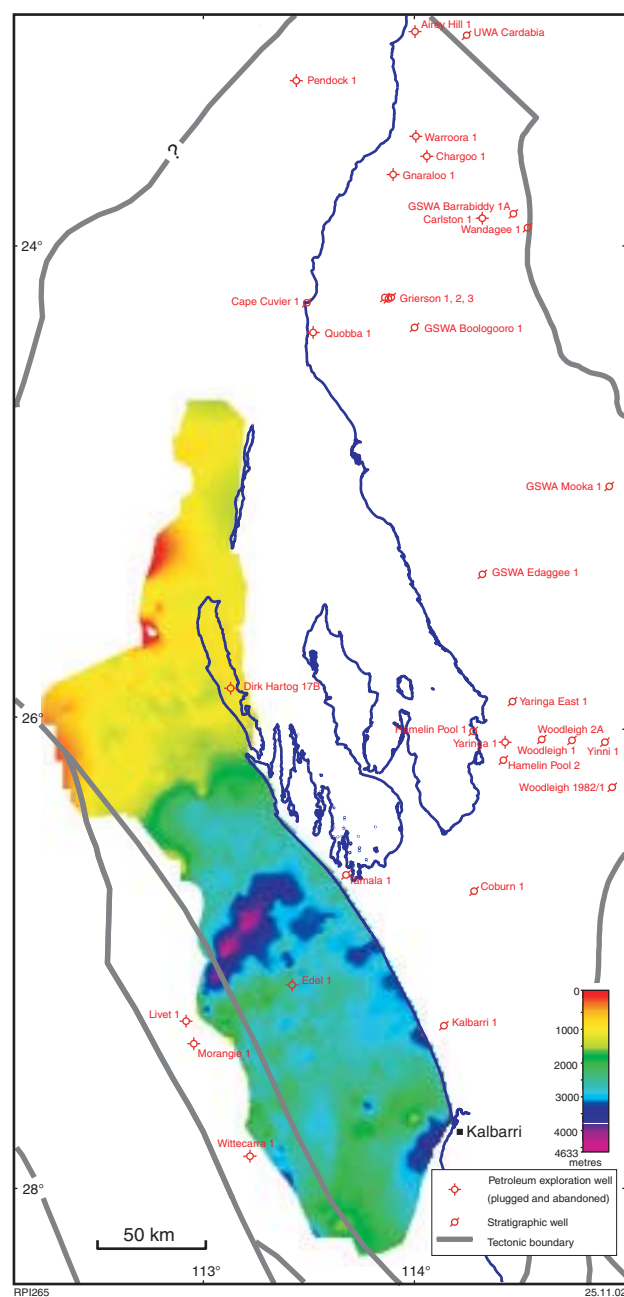 Airey Hill 1
UWA Cardabia
Pendock 1
?
Warroora 1
Chargoo 1
Gnaraloo 1
GSWA Barrabiddy 1A
Carlston 1
Wandagee 1
24°
Cape Cuvier 1
Grierson 1, 2, 3
Quobba 1
GSWA Boologooro 1
GSWA Mooka 1
GSWA Edaggee 1
Dirk Hartog 17B
Yaringa East 1
26°
Hamelin Pool 1
Woodleigh 2A
Yaringa 1
Woodleigh 1
Yinni 1
Hamelin Pool 2
Woodleigh 1982/1
Yamala 1
Coburn 1
Edel 1
Livet 1
Kalbarri 1
Morangie 1
0
1000
2000
3000
4000
4633
metres
Kalbarri
Wittecarra 1
28°
Petroleum exploration well
(plugged and abandoned)
Stratigraphic well
Tectonic boundary
50 km
113°
114°
RPI265
25.11.02